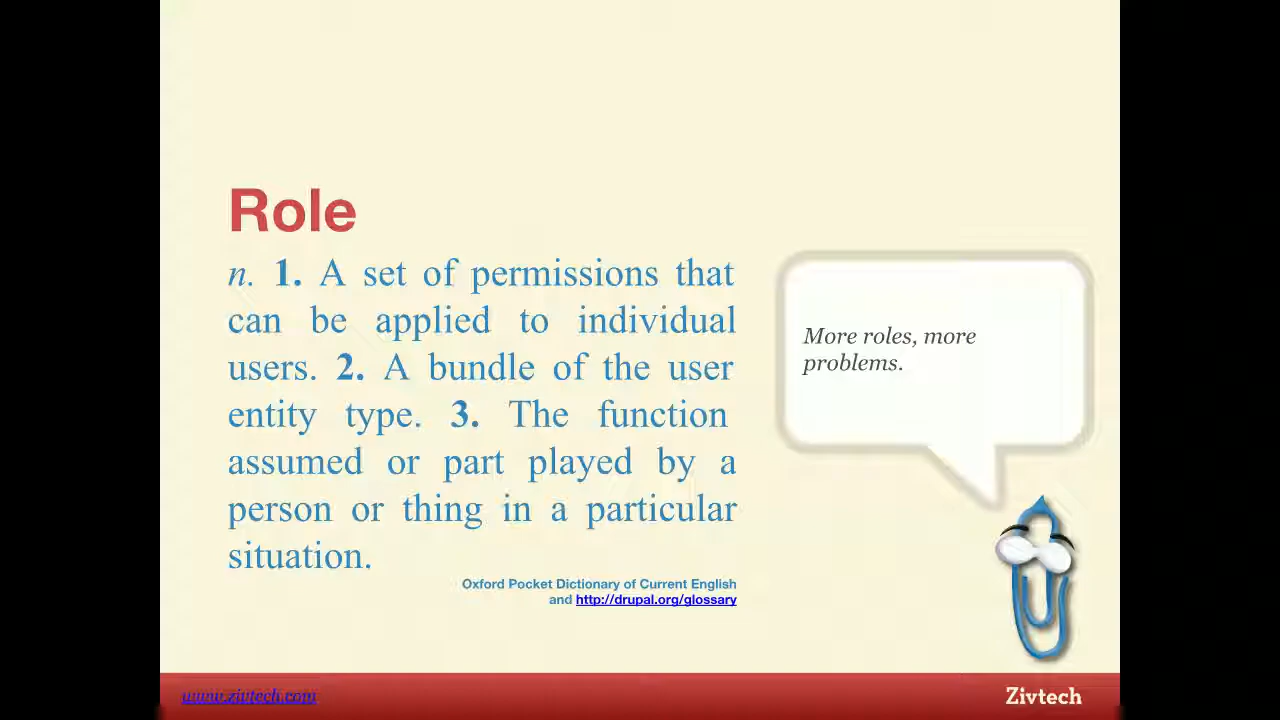 Role
n. 1. A set of permissions that
can be applied to individual
users. 2. A bundle of the user
entity type. 3. The function
assumed or part played by a
person or thing in a particular
situation.
Oxford Pocket Dictionary of Current English
and http://drupal.org/glossary
More roles, more
problems.
www.zivtech.com
Zivtech